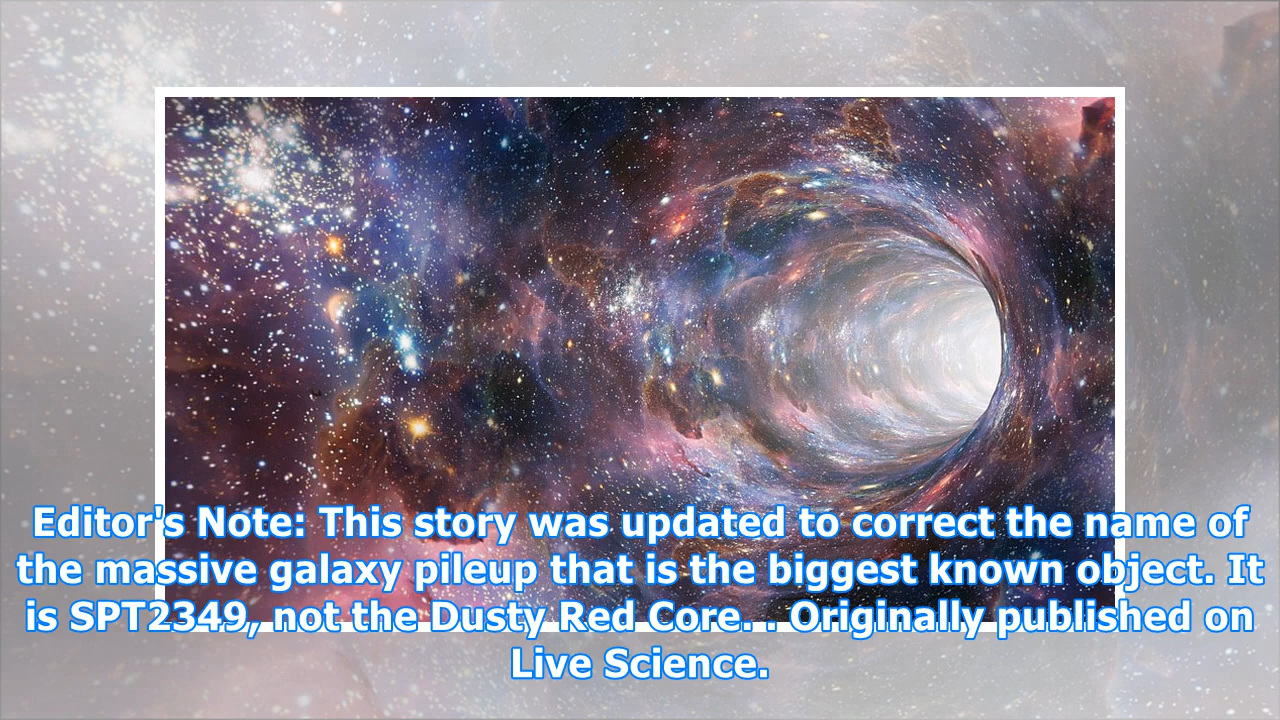 Editor's Note: This story was updated to correct the name of
the massive galaxy pileup that is the biggest known object. It
is SPT2349, not the Dusty Red Core. . Originally published on
Live Science.